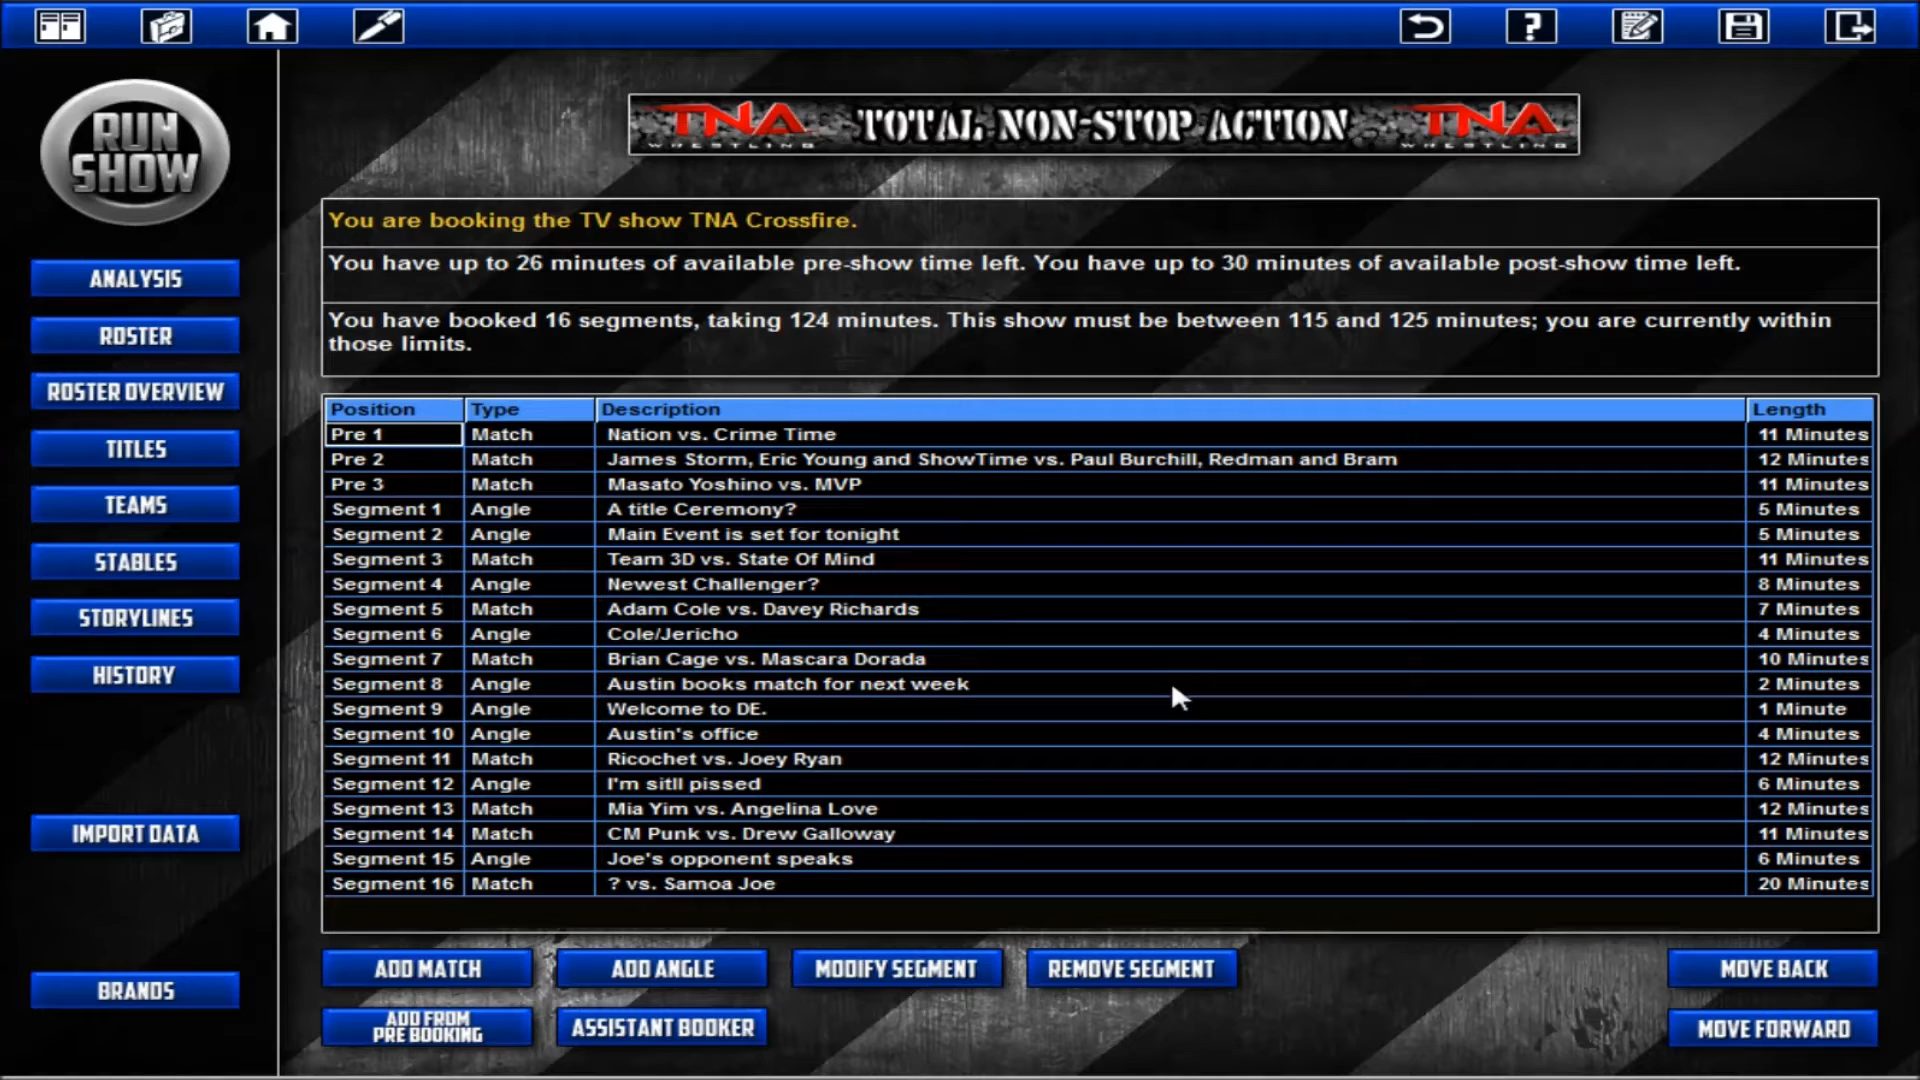 RUN
SHOW
TNA WRESTLING TOTAL NON-STOP ACTION TNA WRESTLING
You are booking the TV show TNA Crossfire.
You have up to 26 minutes of available pre-show time left. You have up to 30 minutes of available post-show time left.
You have booked 16 segments, taking 124 minutes. This show must be between 115 and 125 minutes; you are currently within
those limits.
ANALYSIS
ROSTER
ROSTER OVERVIEW
TITLES
TEAMS
STABLES
STORYLINES
HISTORY
IMPORT DATA
BRANDS
Position Type Description Length
Pre 1 Match Nation vs. Crime Time 11 Minutes
Pre 2 Match James Storm, Eric Young and ShowTime vs. Paul Burchill, Redman and Bram 12 Minutes
Pre 3 Match Masato Yoshino vs. MVP 11 Minutes
Segment 1 Angle A title Ceremony? 5 Minutes
Segment 2 Angle Main Event is set for tonight 5 Minutes
Segment 3 Match Team 3D vs. State Of Mind 11 Minutes
Segment 4 Angle Newest Challenger? 8 Minutes
Segment 5 Match Adam Cole vs. Davey Richards 7 Minutes
Segment 6 Angle Cole/Jericho 4 Minutes
Segment 7 Match Brian Cage vs. Mascara Dorada 10 Minutes
Segment 8 Angle Austin books match for next week 2 Minutes
Segment 9 Angle Welcome to DE. 1 Minute
Segment 10 Angle Austin's office 4 Minutes
Segment 11 Match Ricochet vs. Joey Ryan 12 Minutes
Segment 12 Angle I'm sitll pissed 6 Minutes
Segment 13 Match Mia Yim vs. Angelina Love 12 Minutes
Segment 14 Match CM Punk vs. Drew Galloway 11 Minutes
Segment 15 Angle Joe's opponent speaks 6 Minutes
Segment 16 Match ? vs. Samoa Joe 20 Minutes
ADD MATCH ADD ANGLE MODIFY SEGMENT REMOVE SEGMENT MOVE BACK
ADD FROM
PRE BOOKING
ASSISTANT BOOKER MOVE FORWARD